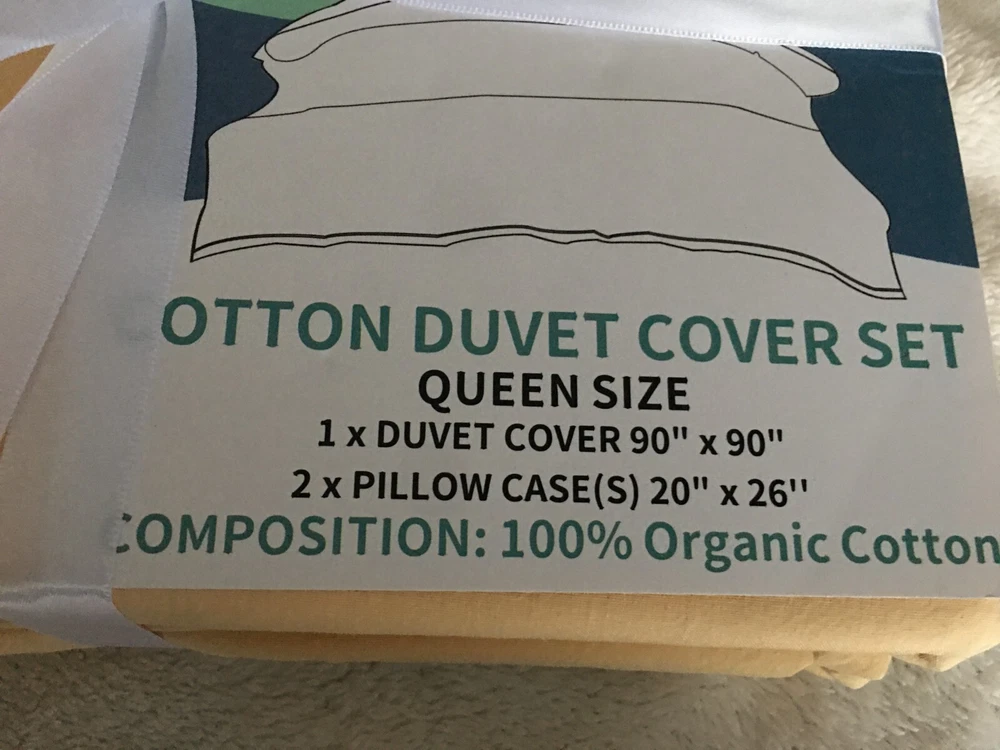 OTTON DUVET COVER SET
QUEEN SIZE
1 x DUVET COVER 90" x 90"
2 x PILLOW CASE(S) 20" x 26''
COMPOSITION: 100% Organic Cotton